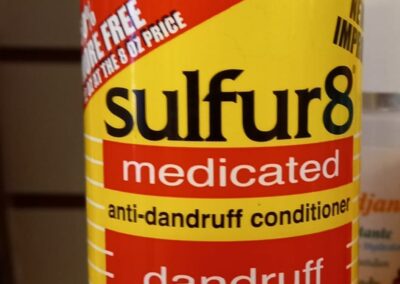 MORE FREE
AT THE 8 OZ PRICE
sulfur8®
medicated
anti-dandruff conditioner
dandruff